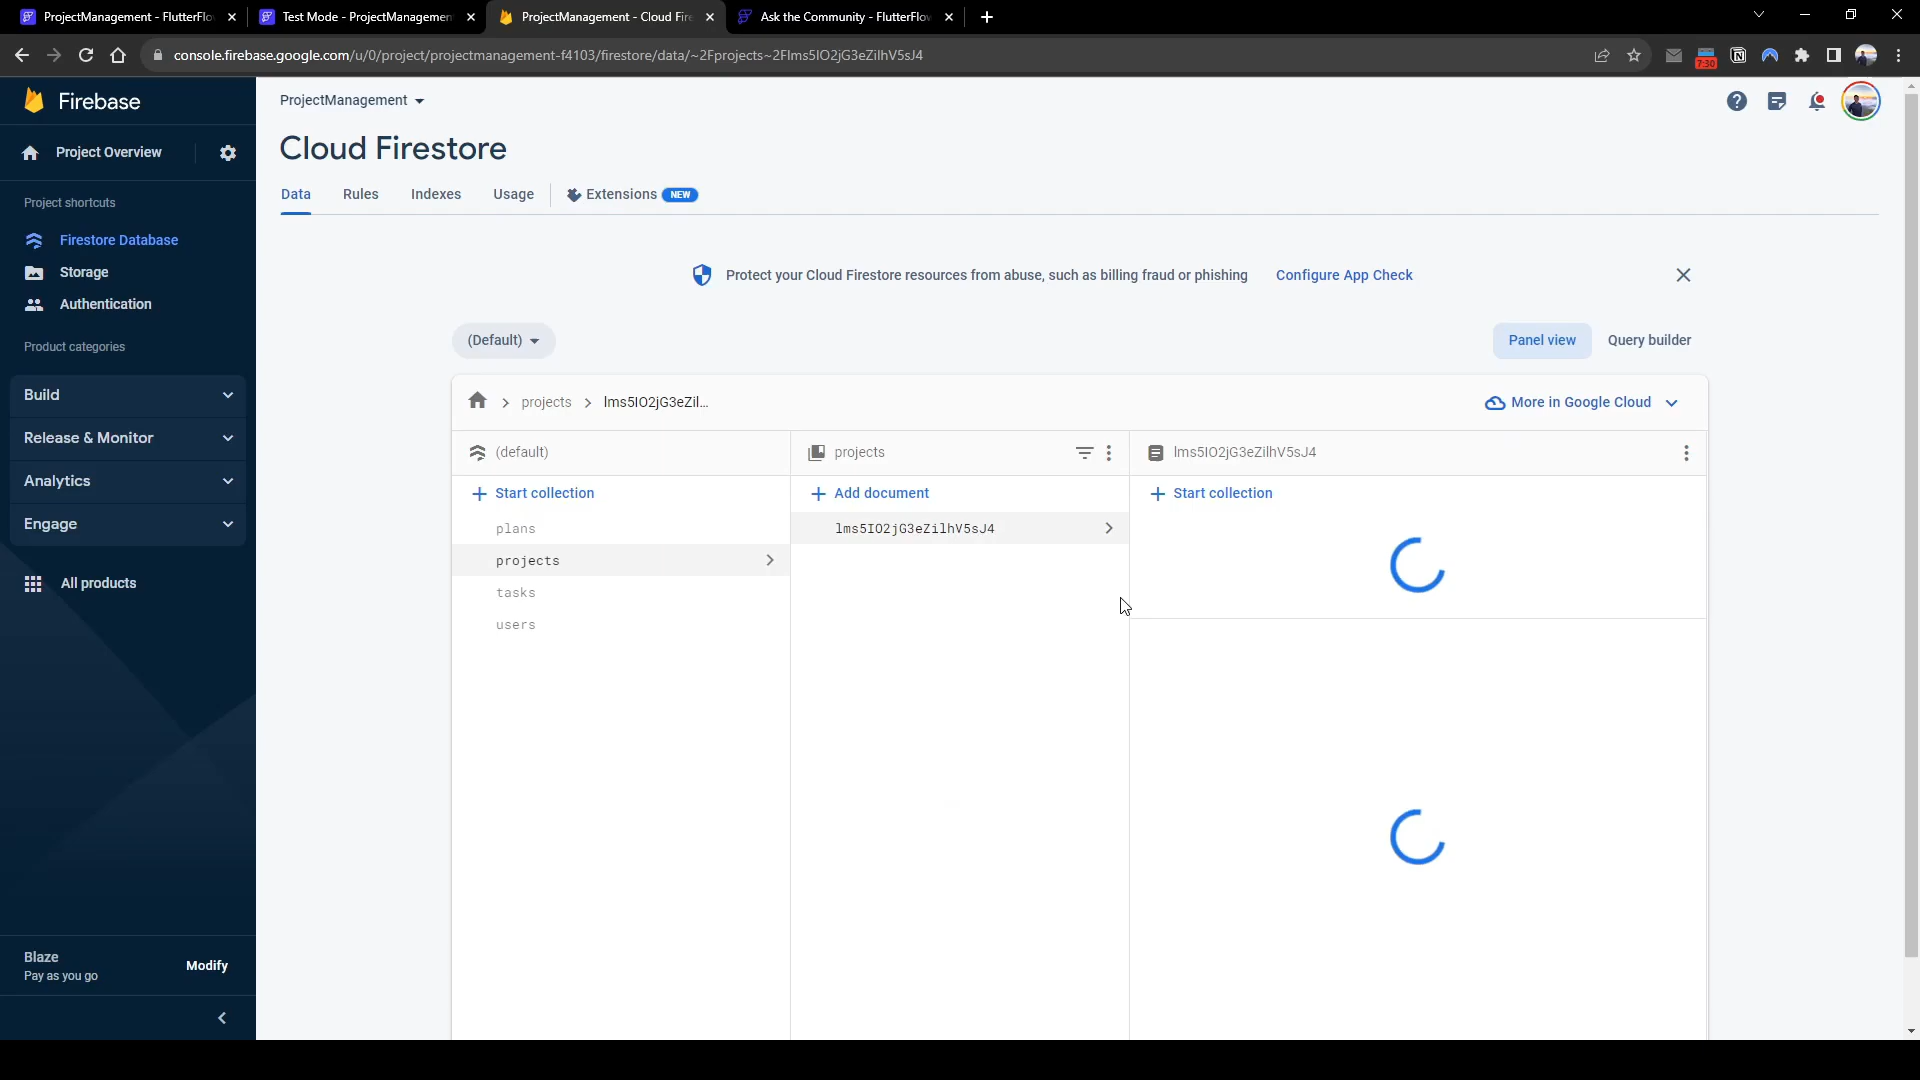 ProjectManagement - FlutterFlo
Test Mode - ProjectManagement
ProjectManagement - Cloud Fire
Ask the Community - FlutterFlow
console.firebase.google.com/u/0/project/projectmanagement-f4103/firestore/data/~2Fprojects~2Flms5IO2jG3eZilhV5sJ4
7:30
Firebase
ProjectManagement
Project Overview
Cloud Firestore
Data
Rules
Indexes
Usage
Extensions
NEW
Project shortcuts
Firestore Database
Storage
Authentication
Product categories
Build
Release & Monitor
Analytics
Engage
All products
Blaze
Pay as you go
Modify
Protect your Cloud Firestore resources from abuse, such as billing fraud or phishing
Configure App Check
(Default)
Panel view
Query builder
projects
lms5IO2jG3eZil...
More in Google Cloud
(default)
projects
lms5IO2jG3eZilhV5sJ4
Start collection
Add document
Start collection
plans
projects
tasks
users
lms5IO2jG3eZilhV5sJ4